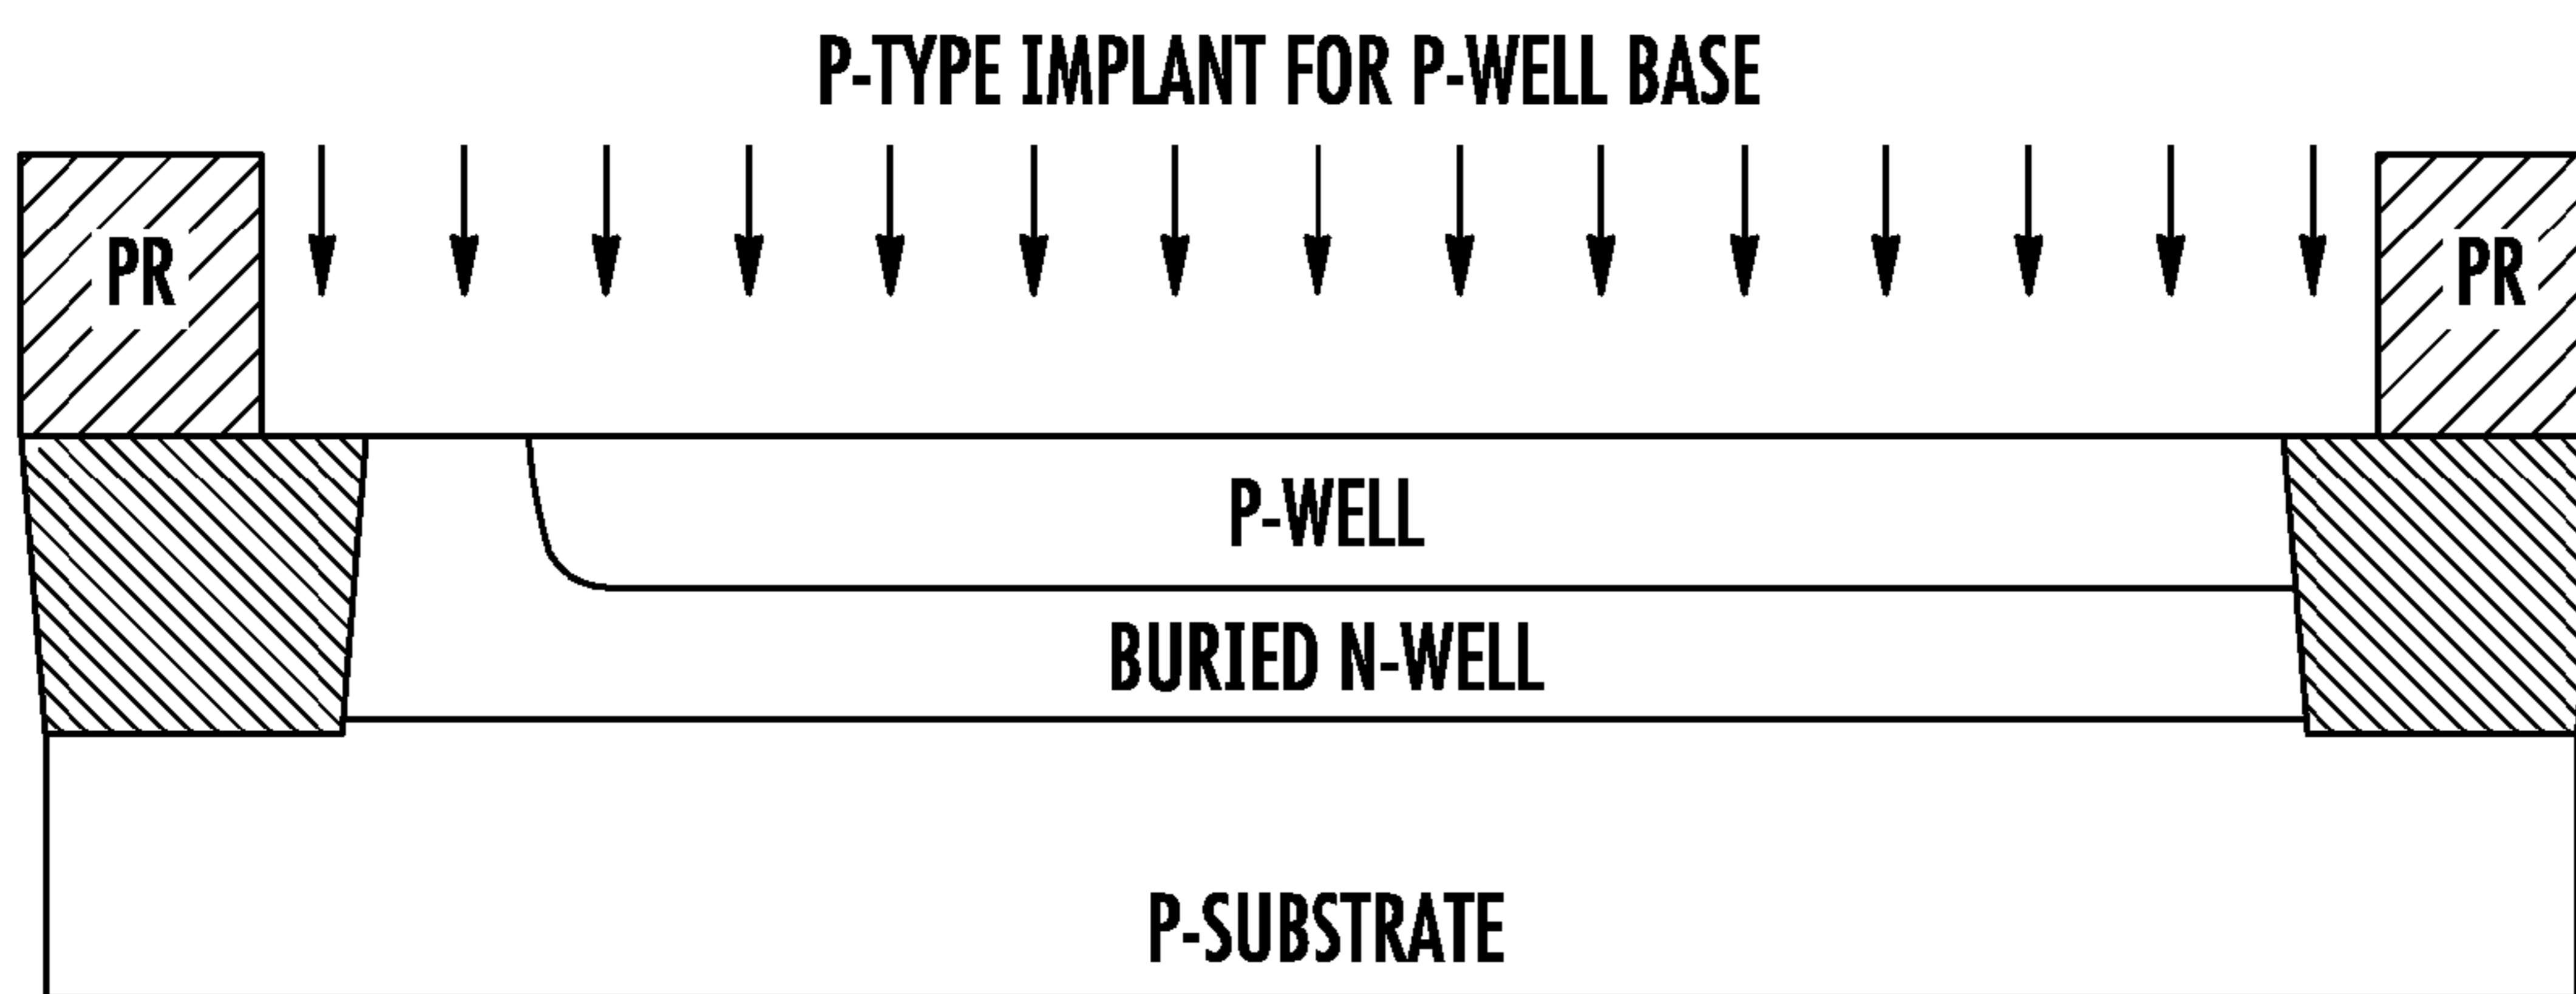 P-TYPE IMPLANT FOR P-WELL BASE
PR
PR
P-WELL
BURIED N-WELL
P-SUBSTRATE